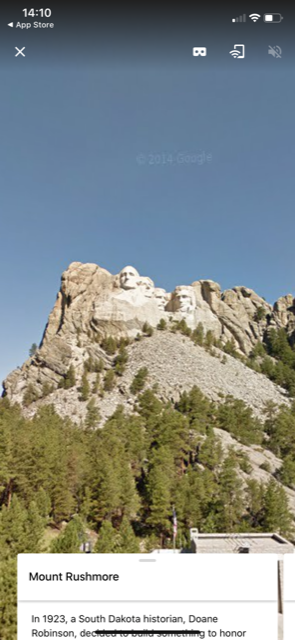 14:10
◀ App Store
© 2014 Google
Mount Rushmore
In 1923, a South Dakota historian, Doane
Robinson, decided to build something to honor